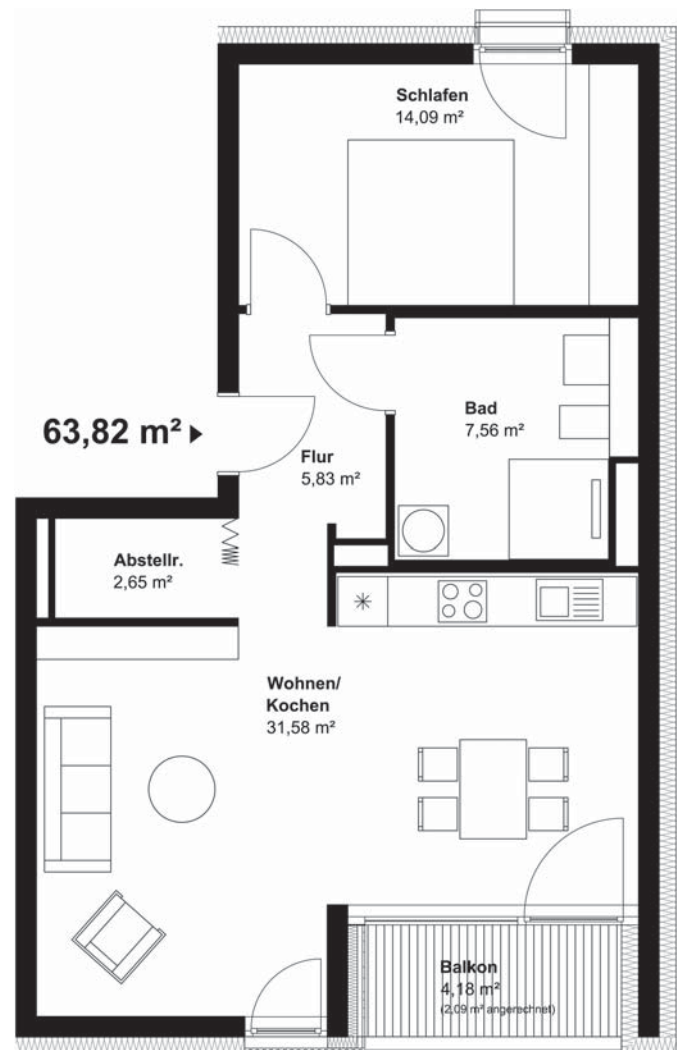 Schlafen
14,09 m²
63,82 m²
Bad
7,56 m²
Flur
5,83 m²
Abstellr.
2,65 m²
Wohnen/
Kochen
31,58 m²
Balkon
4,18 m²
(2,09 m² angerechnet)